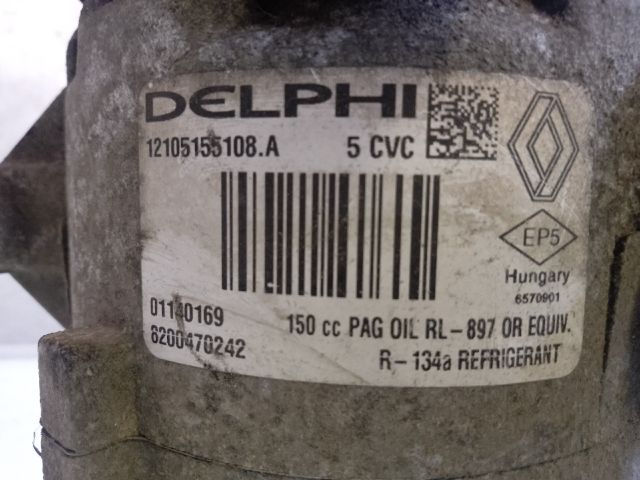 DELPHI
12105155108.A 5 CVC
EP5
Hungary
6570901
01140169
150 cc PAG OIL RL-897 OR EQUIV.
8200470242
R-134a REFRIGERANT